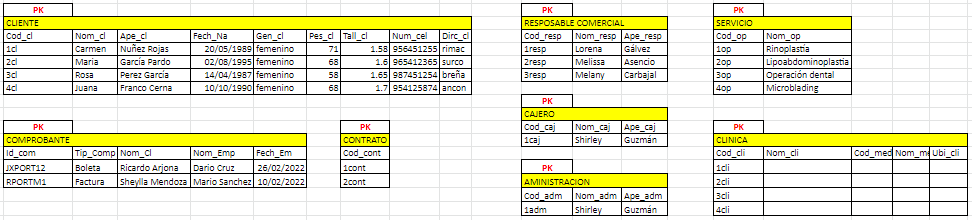 PK
CLIENTE
Cod_cl Nom_cl Ape_cl Fech_Na Gen_cl Pes_cl Tall_cl Num_cel Dirc_cl
1cl Carmen Nuñez Rojas 20/05/1989 femenino 71 1.58 956451255 rimac
2cl Maria García Pardo 02/08/1995 femenino 68 1.6 965412365 surco
3cl Rosa Perez García 14/04/1987 femenino 58 1.65 987451254 breña
4cl Juana Franco Cerna 10/10/1990 femenino 68 1.7 954125874 ancon
PK
RESPOSABLE COMERCIAL
Cod_resp Nom_resp Ape_resp
1resp Lorena Gálvez
2resp Melissa Asencio
3resp Melany Carbajal
PK
SERVICIO
Cod_op Nom_op
1op Rinoplastía
2op Lipoabdominoplastía
3op Operación dental
4op Microblading
PK
COMPROBANTE
Id_com Tip_Comp Nom_Cl Nom_Emp Fech_Em
JXPORT12 Boleta Ricardo Arjona Dario Cruz 26/02/2022
RPORTM1 Factura Sheylla Mendoza Mario Sanchez 10/02/2022
PK
CONTRATO
Cod_cont
1cont
2cont
PK
CAJERO
Cod_caj Nom_caj Ape_caj
1caj Shirley Guzmán
PK
AMINISTRACION
Cod_adm Nom_adm Ape_adm
1adm Shirley Guzmán
PK
CLINICA
Cod_cli Nom_cli Cod_med Nom_me Ubi_cli
1cli
2cli
3cli
4cli